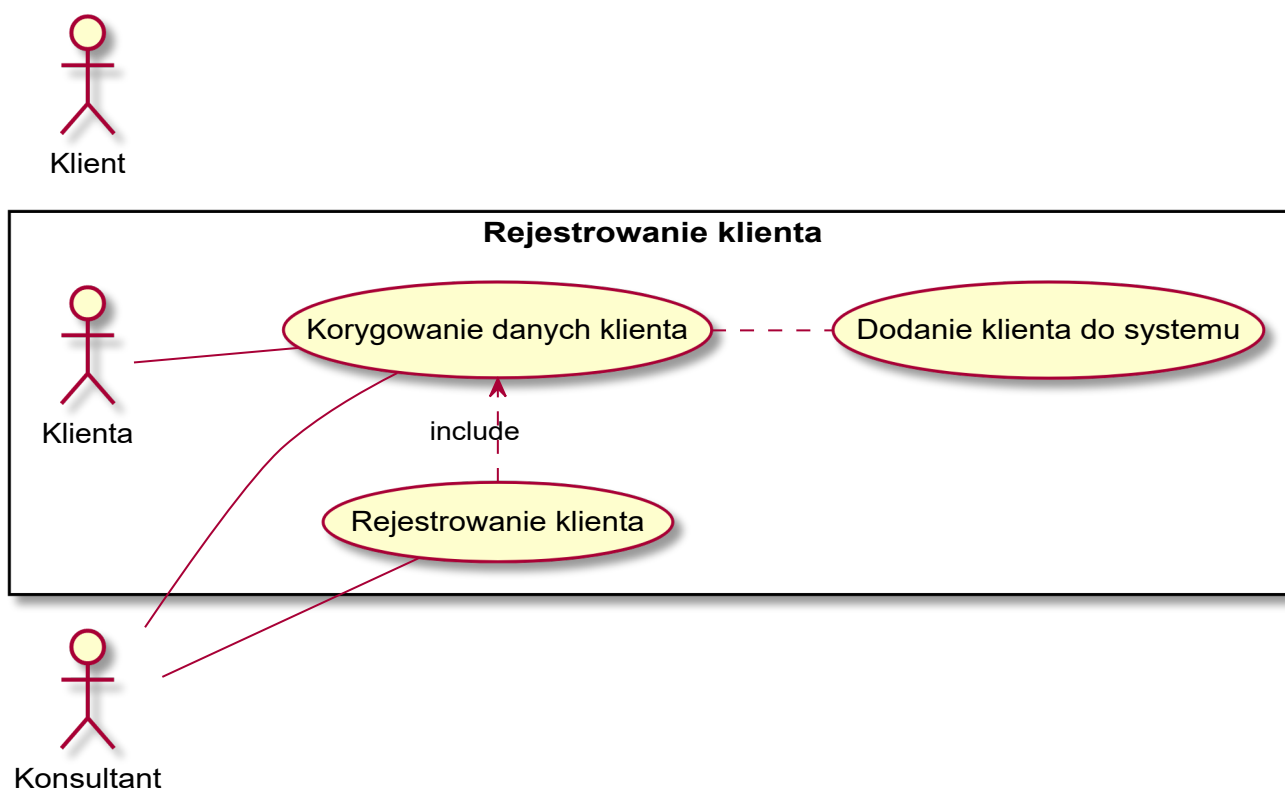 Klient
Rejestrowanie klienta
Korygowanie danych klienta
Dodanie klienta do systemu
Klienta
include
Rejestrowanie klienta
Konsultant